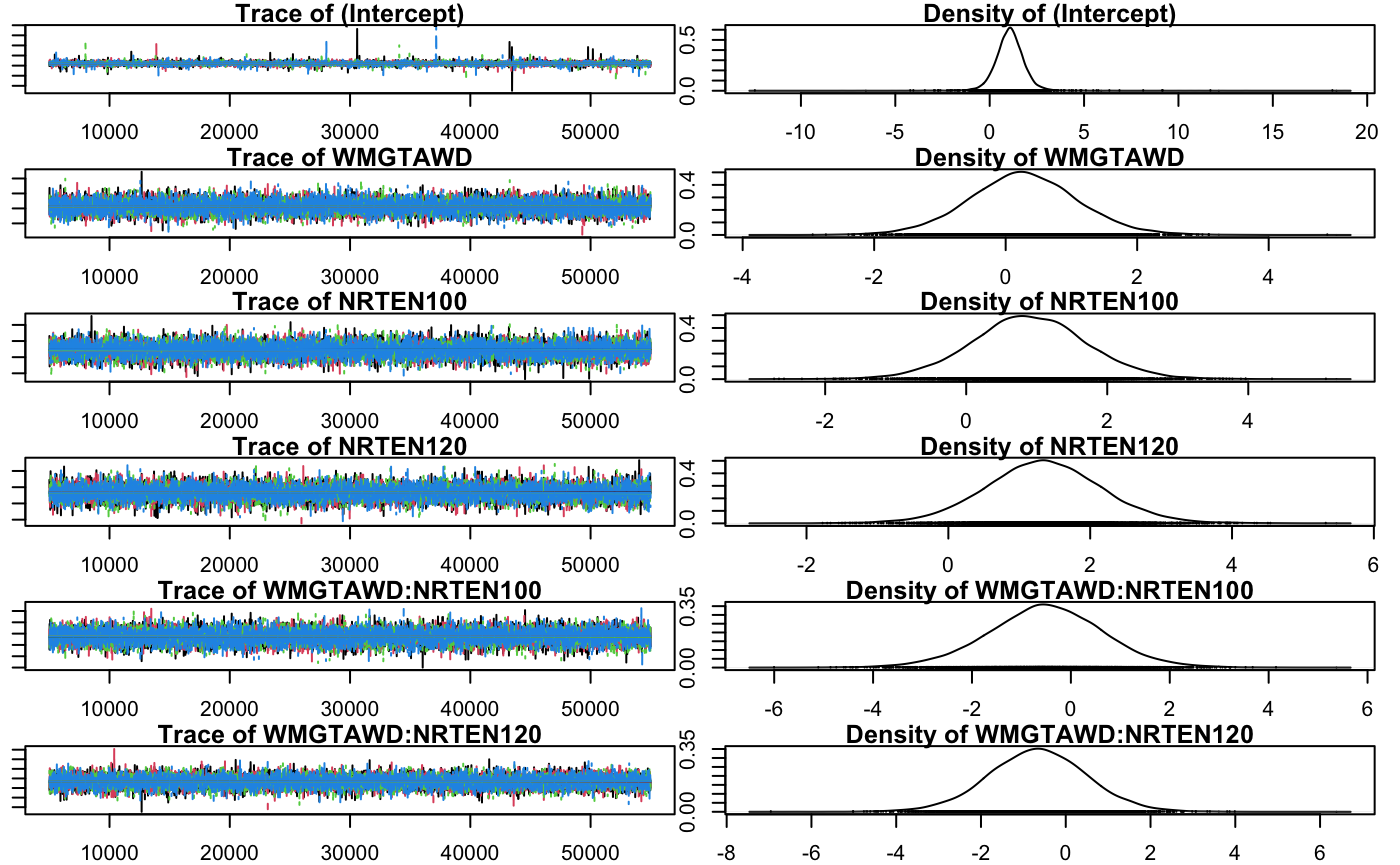 Trace of (Intercept) Density of (Intercept)
0.0 0.5
10000 20000 30000 40000 50000 -10 -5 0 5 10 15 20
Trace of WMGTAWD Density of WMGTAWD
0.0 0.4
10000 20000 30000 40000 50000 -4 -2 0 2 4
Trace of NRTEN100 Density of NRTEN100
0.0 0.4
10000 20000 30000 40000 50000 -2 0 2 4
Trace of NRTEN120 Density of NRTEN120
0.0 0.4
10000 20000 30000 40000 50000 -2 0 2 4 6
Trace of WMGTAWD:NRTEN100 Density of WMGTAWD:NRTEN100
0.00 0.35
10000 20000 30000 40000 50000 -6 -4 -2 0 2 4 6
Trace of WMGTAWD:NRTEN120 Density of WMGTAWD:NRTEN120
0.00 0.35
10000 20000 30000 40000 50000 -8 -6 -4 -2 0 2 4 6